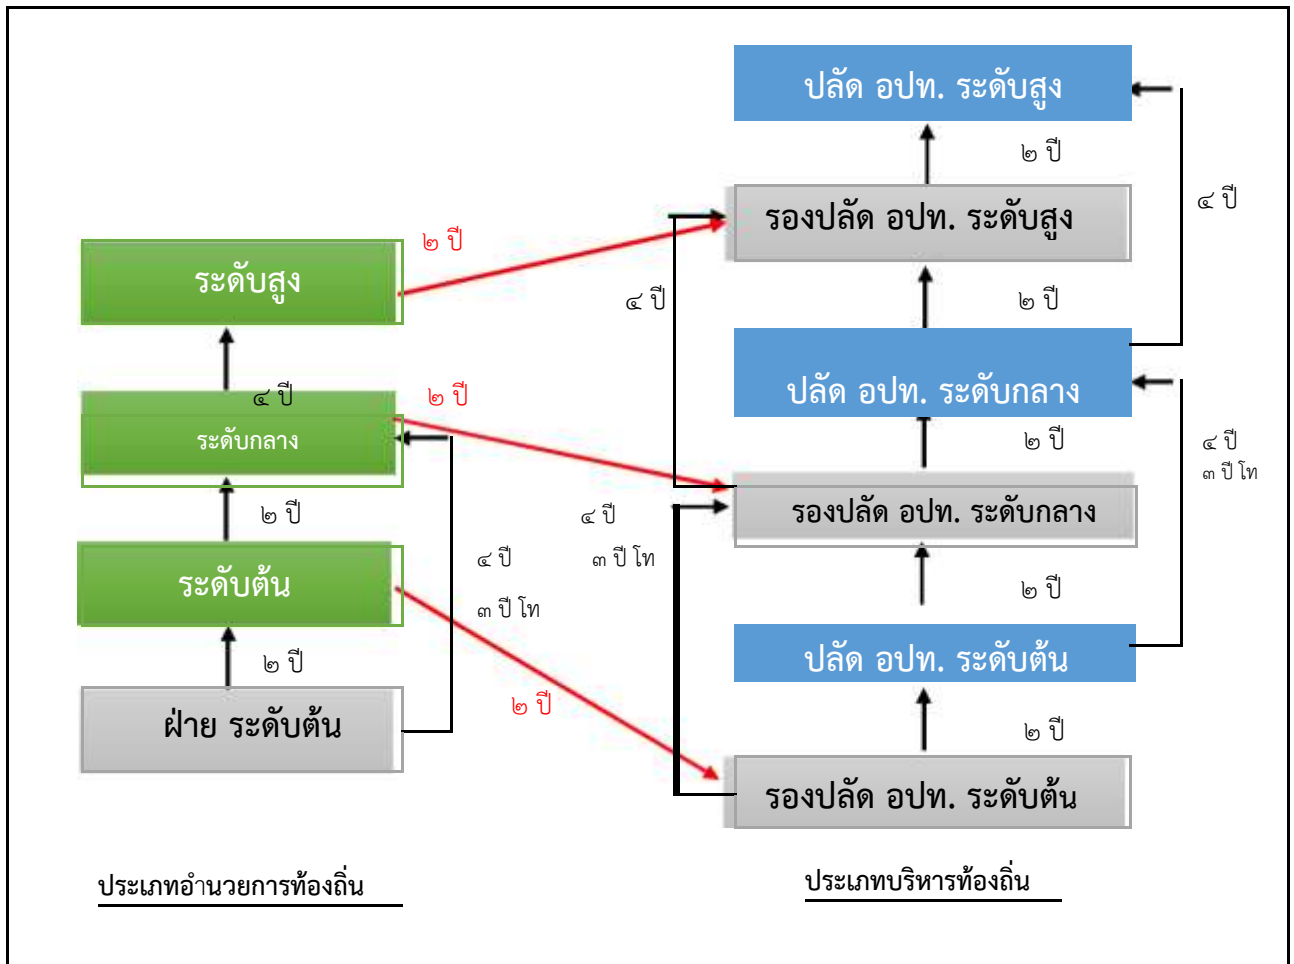 ปลัด อปท. ระดับสูง
๒ ปี
๔ ปี
รองปลัด อปท. ระดับสูง
๒ ปี
ระดับสูง
๔ ปี
๒ ปี
ปลัด อปท. ระดับกลาง
๔ ปี
๒ ปี
ระดับกลาง
๒ ปี
๔ ปี
๓ ปี โท
๒ ปี
๔ ปี
รองปลัด อปท. ระดับกลาง
๔ ปี
๓ ปี โท
๓ ปี โท
ระดับต้น
๒ ปี
๒ ปี
ปลัด อปท. ระดับต้น
๒ ปี
ฝ่าย ระดับต้น
๒ ปี
รองปลัด อปท. ระดับต้น
ประเภทอำนวยการท้องถิ่น
ประเภทบริหารท้องถิ่น